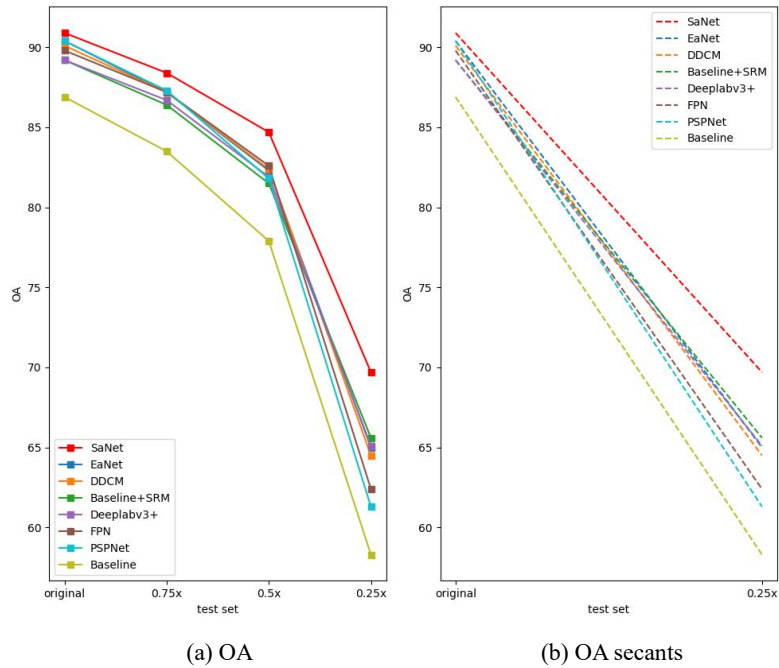 90
85
80
75
70
65
60
OA
SaNet
EaNet
DDCM
Baseline+SRM
Deeplabv3+
FPN
PSPNet
Baseline
original
0.75x
0.5x
0.25x
test set
(a) OA
90
85
80
75
70
65
60
OA
SaNet
EaNet
DDCM
Baseline+SRM
Deeplabv3+
FPN
PSPNet
Baseline
original
0.25x
test set
(b) OA secants